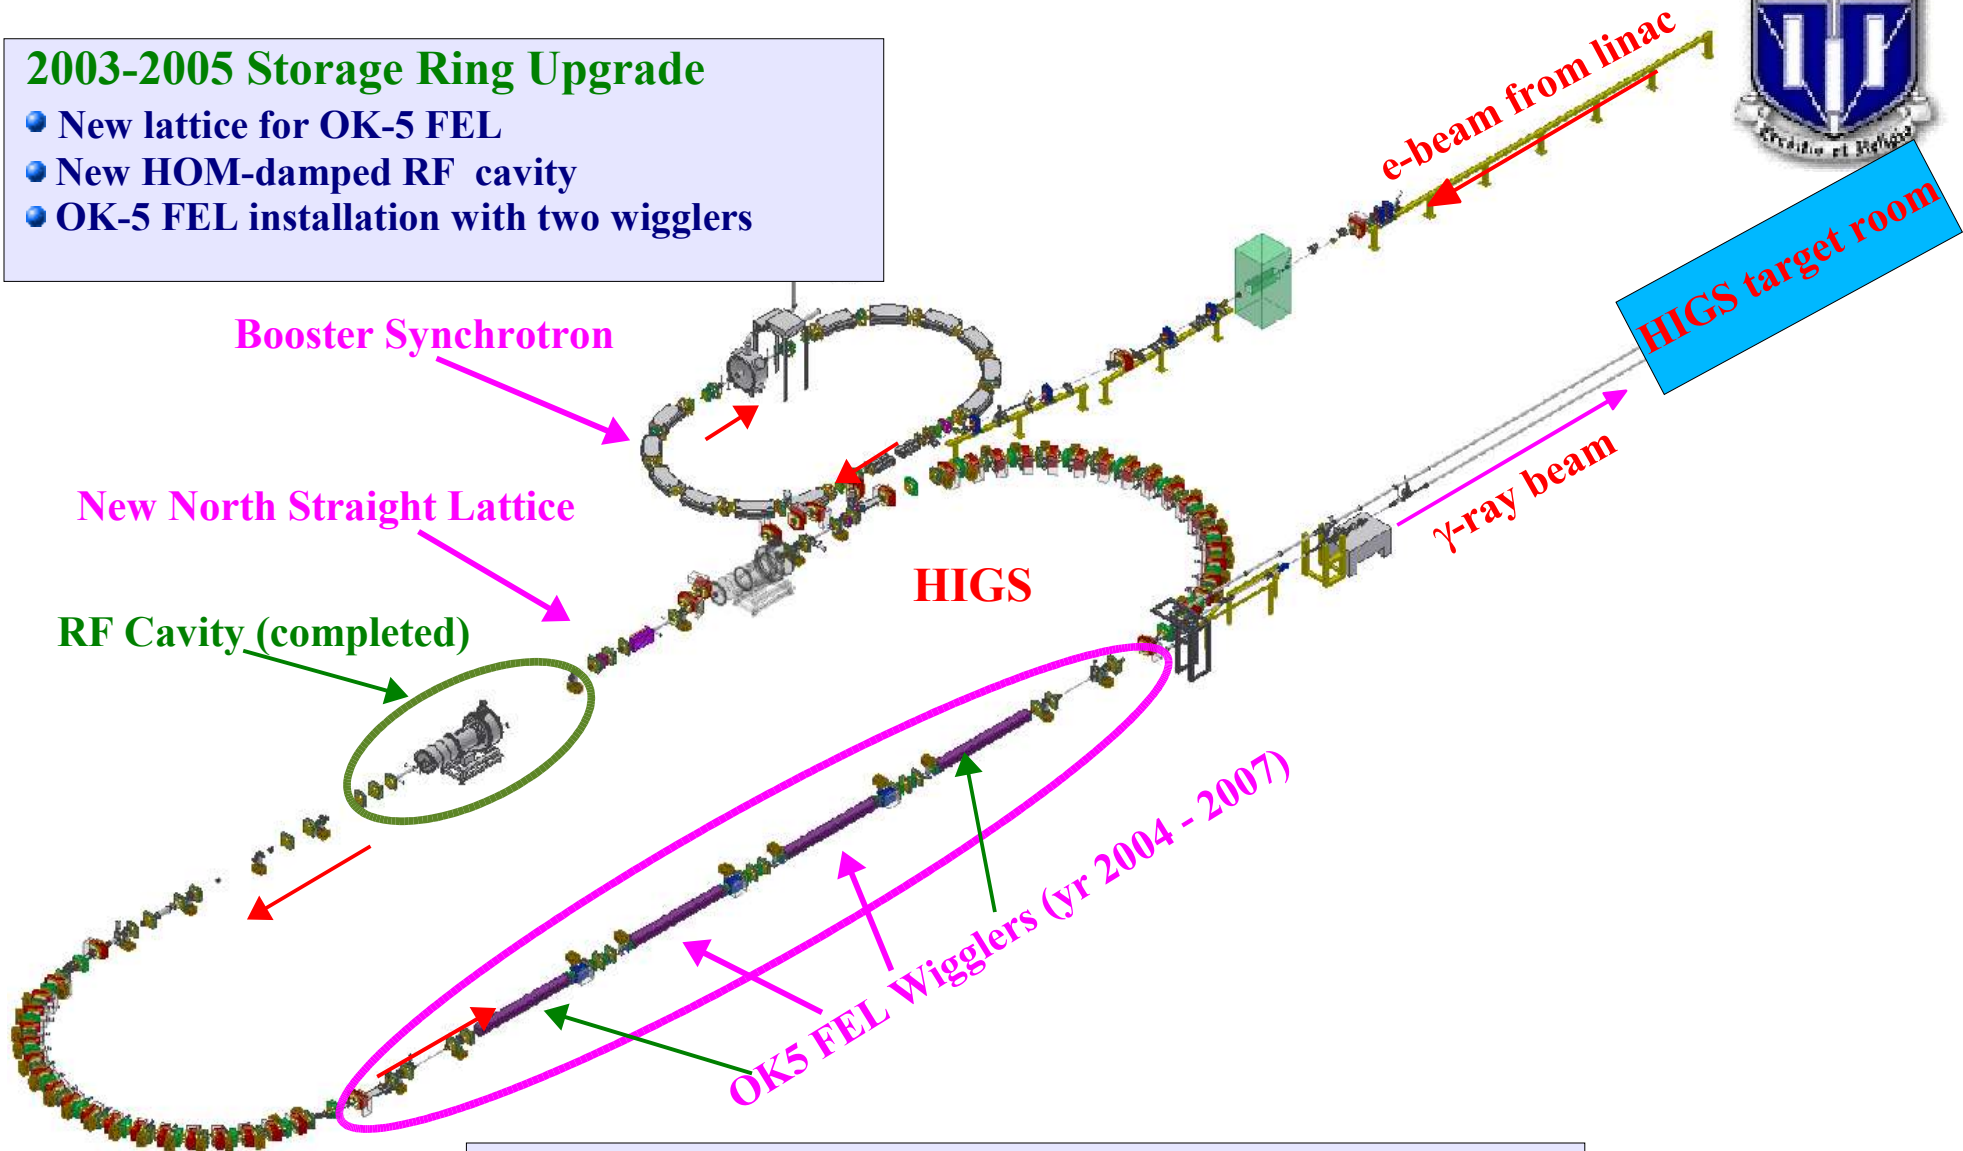 2003-2005 Storage Ring Upgrade
New lattice for OK-5 FEL
New HOM-damped RF cavity
OK-5 FEL installation with two wigglers
e-beam from linac
HIGS target room
Booster Synchrotron
New North Straight Lattice
γ-ray beam
HIGS
RF Cavity (completed)
OK5 FEL Wigglers (yr 2004 - 2007)